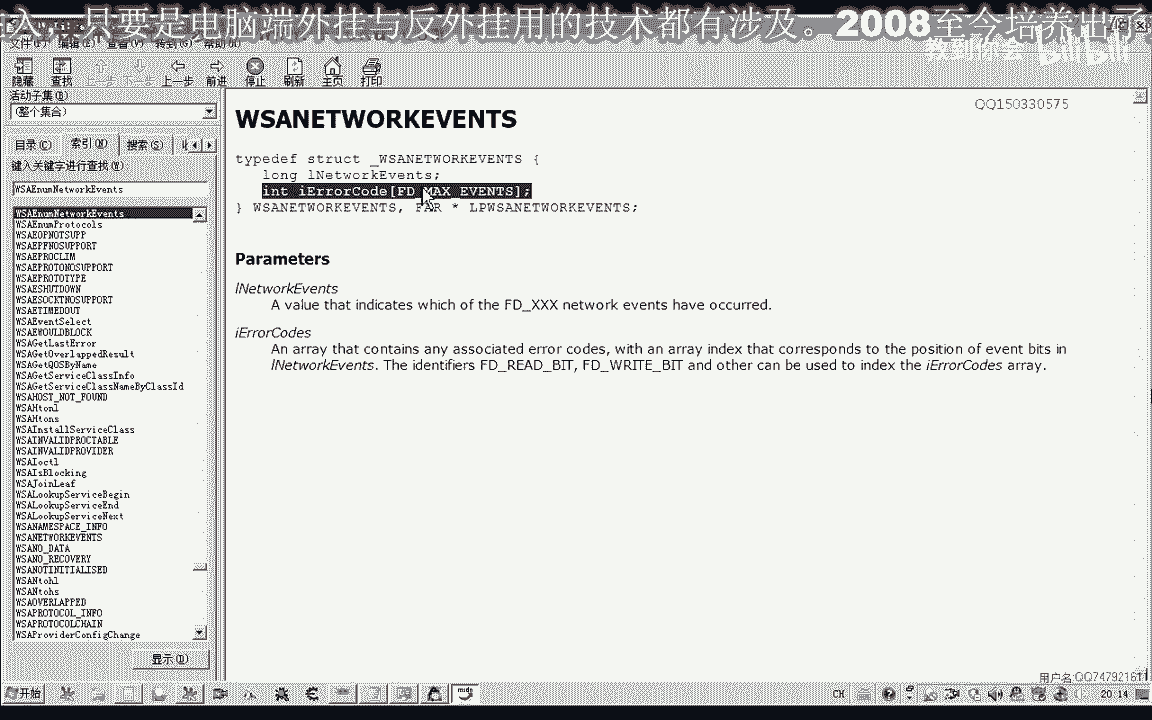 入，只要是电脑端外挂与反外挂用的技术都有涉及。2008至今培养出了
文件(F) 编辑(E) 查看(V) 转到(G) 帮助(H)
教到你会 bilibili
隐藏 查找 上一步 下一步 上一步 前进 停止 刷新 主页 打印
活动子集(B)
(整个集合)
目录(C) 索引(N) 搜索(S)
键入关键字进行查找(W)
WSAEnumNetworkEvents
WSAEnumNetworkEvents
WSAEnumProtocols
WSAEOPNOTSUPP
WSAEPFNOSUPPORT
WSAEPROCLIM
WSAEPROTONOSUPPORT
WSAEPROTOTYPE
WSAESHUTDOWN
WSAESOCKTNOSUPPORT
WSAETIMEDOUT
WSAEventSelect
WSAEWOULDBLOCK
WSAGetLastError
WSAGetOverlappedResult
WSAGetQOSByName
WSAGetServiceClassInfo
WSAGetServiceClassNameByClassId
WSAHOST_NOT_FOUND
WSAHtonl
WSAHtons
WSAInstallServiceClass
WSAINVALIDPROCTABLE
WSAINVALIDPROVIDER
WSAIoctl
WSAIsBlocking
WSAJoinLeaf
WSALookupServiceBegin
WSALookupServiceEnd
WSALookupServiceNext
WSANAMESPACE_INFO
WSANETWORKEVENTS
WSANO_DATA
WSANO_RECOVERY
WSANOTINITIALISED
WSANtohl
WSANtohs
WSAOVERLAPPED
WSAPROTOCOL_INFO
WSAPROTOCOLCHAIN
WSAProviderConfigChange
显示(D)
QQ150330575
WSANETWORKEVENTS
typedef struct _WSANETWORKEVENTS {
long lNetworkEvents;
int iErrorCode[FD_MAX_EVENTS];
} WSANETWORKEVENTS, FAR * LPWSANETWORKEVENTS;
Parameters
lNetworkEvents
A value that indicates which of the FD_XXX network events have occurred.
iErrorCodes
An array that contains any associated error codes, with an array index that corresponds to the position of event bits in
lNetworkEvents. The identifiers FD_READ_BIT, FD_WRITE_BIT and other can be used to index the iErrorCodes array.
开始
CH
20:14